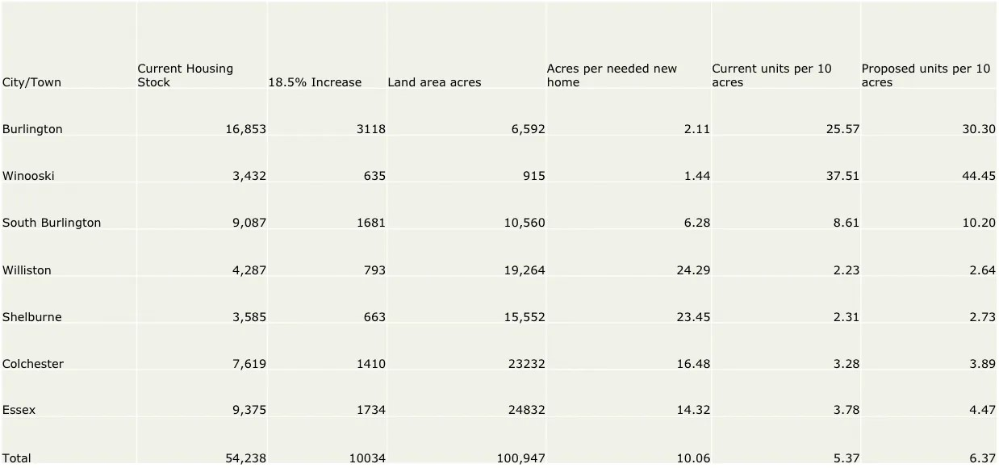 City/Town Current Housing Stock 18.5% Increase Land area acres Acres per needed new home Current units per 10 acres Proposed units per 10 acres
Burlington 16,853 3118 6,592 2.11 25.57 30.30
Winooski 3,432 635 915 1.44 37.51 44.45
South Burlington 9,087 1681 10,560 6.28 8.61 10.20
Williston 4,287 793 19,264 24.29 2.23 2.64
Shelburne 3,585 663 15,552 23.45 2.31 2.73
Colchester 7,619 1410 23232 16.48 3.28 3.89
Essex 9,375 1734 24832 14.32 3.78 4.47
Total 54,238 10034 100,947 10.06 5.37 6.37